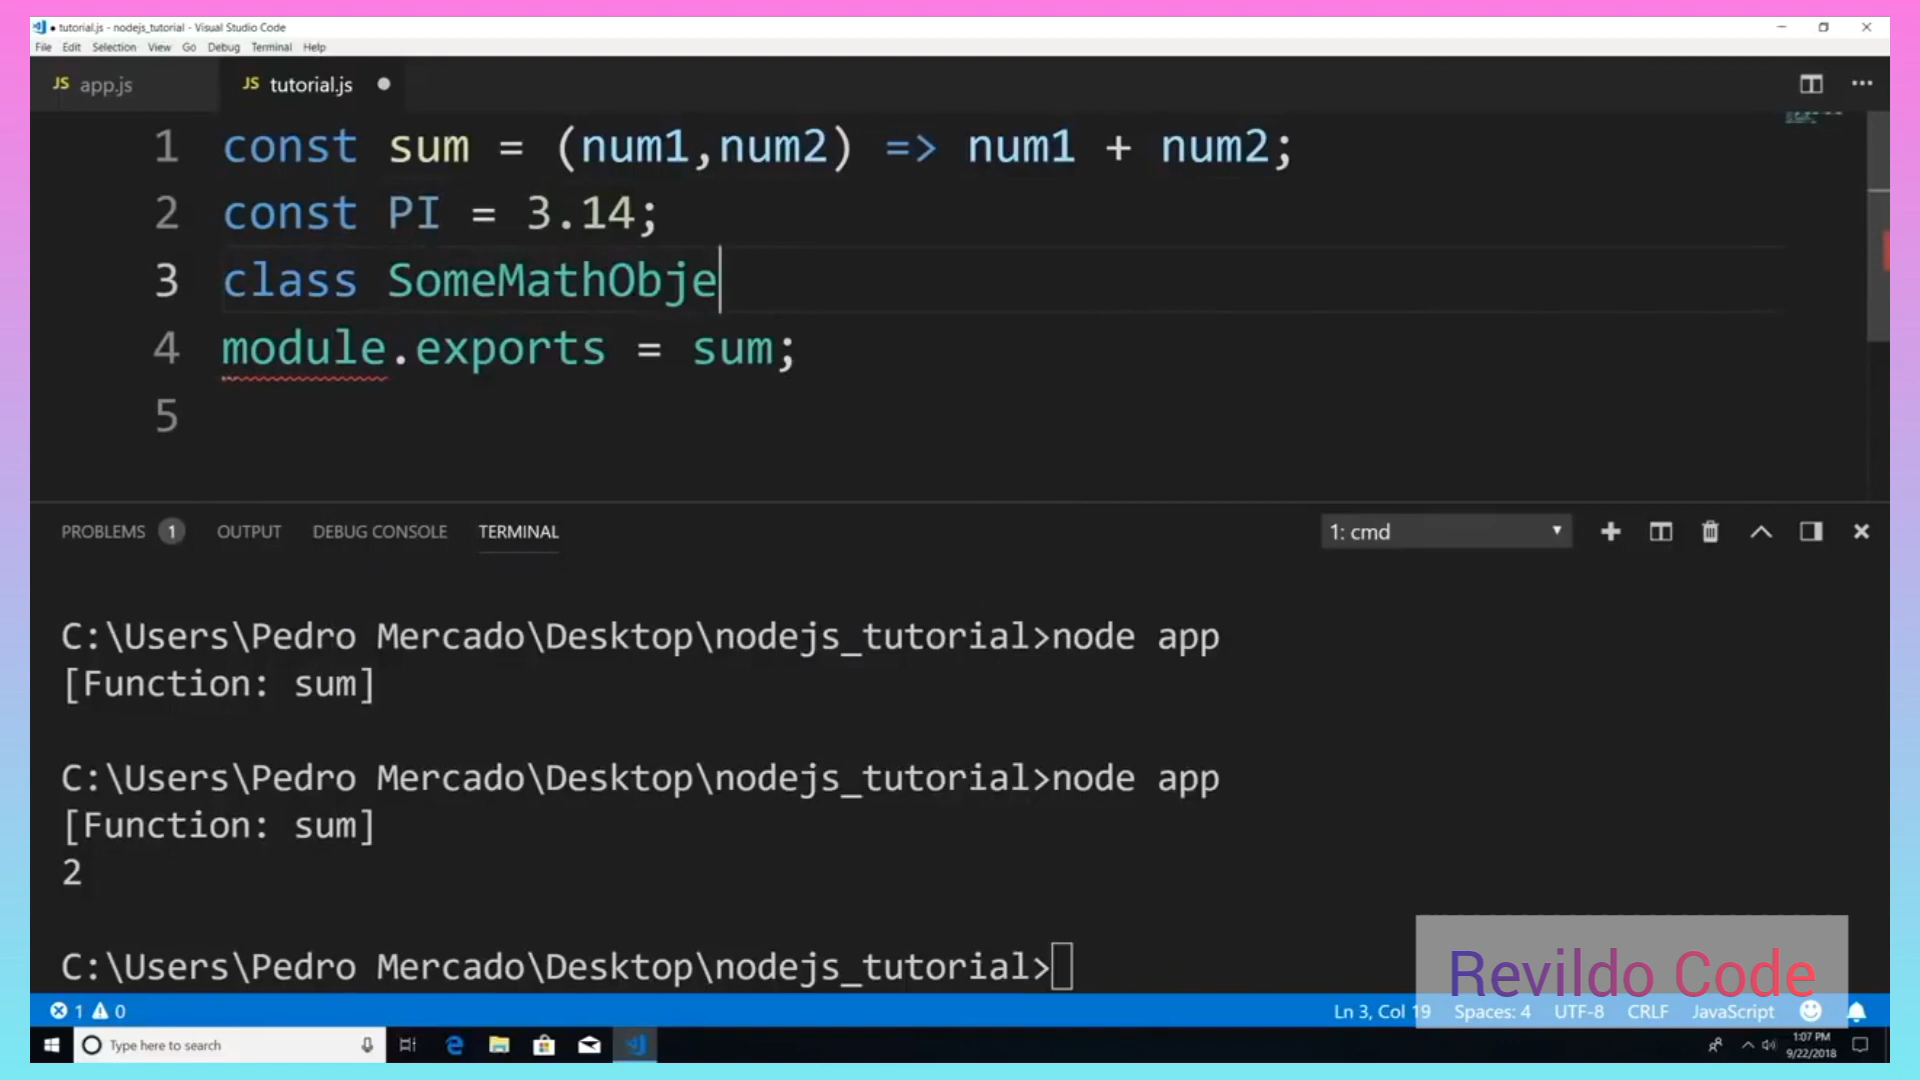 tutorial.js - nodejs_tutorial - Visual Studio Code
File Edit Selection View Go Debug Terminal Help
JS app.js JS tutorial.js
1 const sum = (num1,num2) => num1 + num2;
2 const PI = 3.14;
3 class SomeMathObje
4 module.exports = sum;
5
PROBLEMS 1 OUTPUT DEBUG CONSOLE TERMINAL 1: cmd
C:\Users\Pedro Mercado\Desktop\nodejs_tutorial>node app
[Function: sum]
C:\Users\Pedro Mercado\Desktop\nodejs_tutorial>node app
[Function: sum]
2
C:\Users\Pedro Mercado\Desktop\nodejs_tutorial>
Revildo Code
1 0 Ln 3, Col 19 Spaces: 4 UTF-8 CRLF JavaScript
Type here to search
1:07 PM
9/22/2018